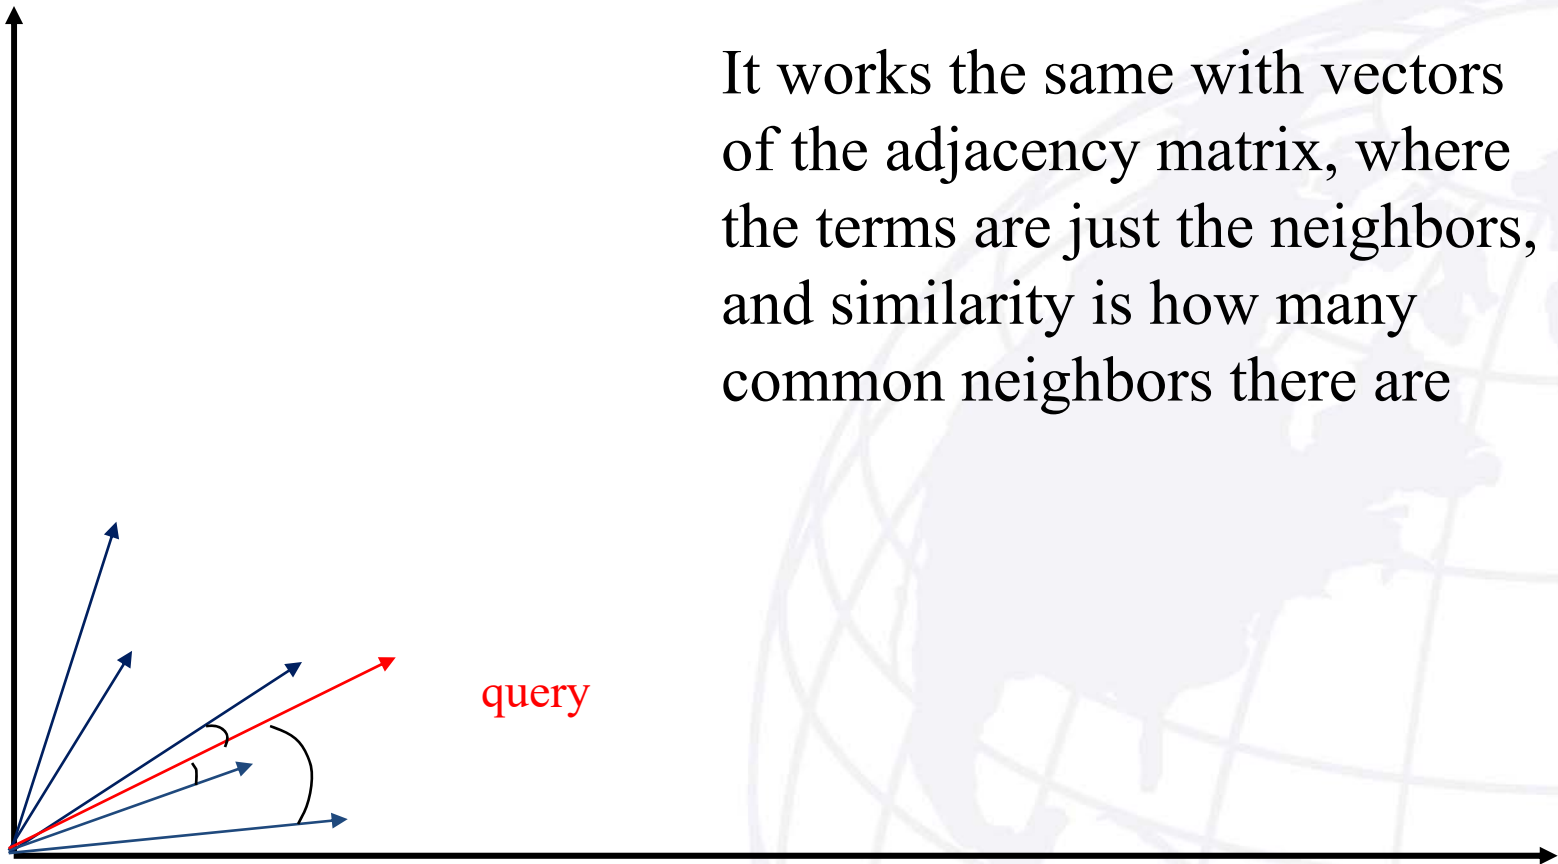 It works the same with vectors
of the adjacency matrix, where
the terms are just the neighbors,
and similarity is how many
common neighbors there are
query